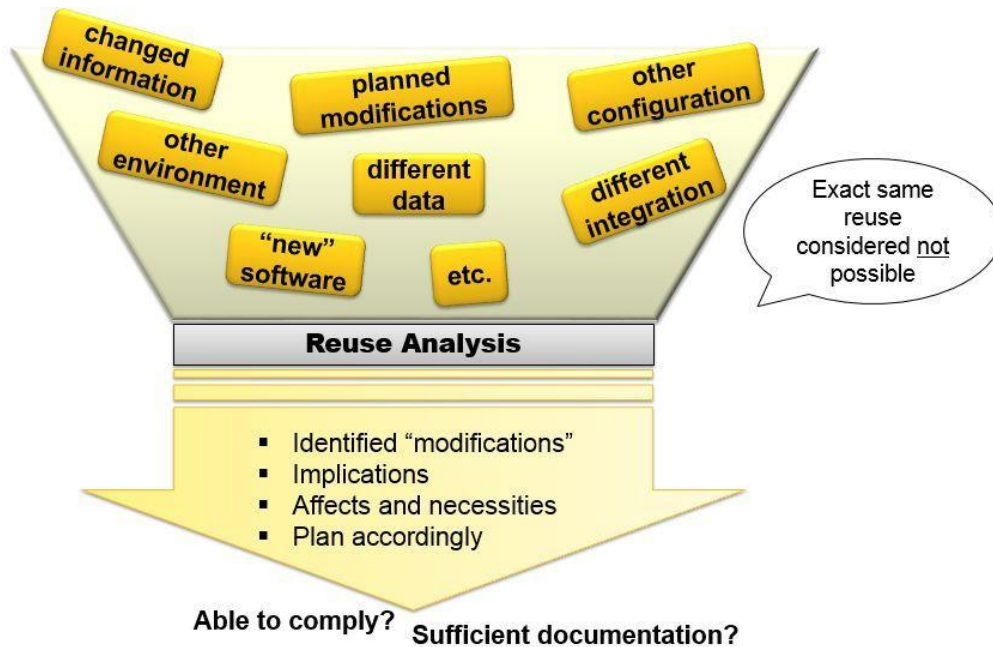 changed
information
planned
modifications
other
configuration
other
environment
different
data
different
integration
“new”
software
etc.
Exact same
reuse
considered not
possible
Reuse Analysis
▪ Identified “modifications”
▪ Implications
▪ Affects and necessities
▪ Plan accordingly
Able to comply?
Sufficient documentation?